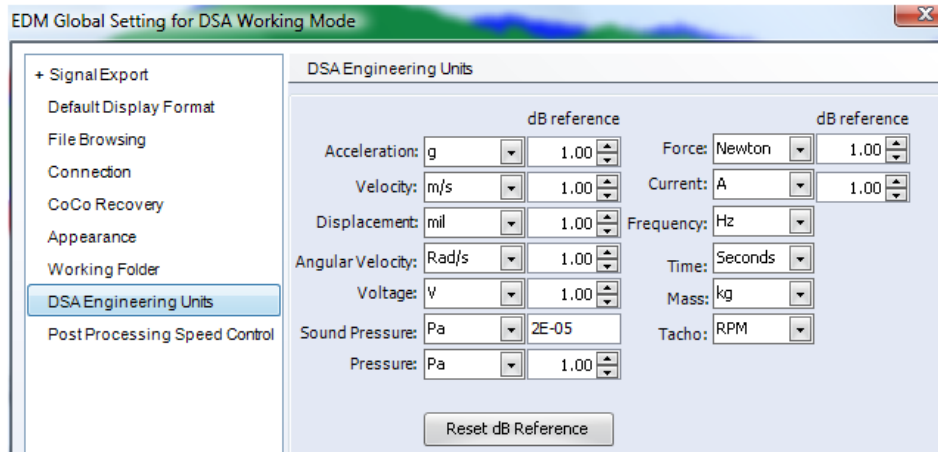 EDM Global Setting for DSA Working Mode
+ SignalExport
Default Display Format
File Browsing
Connection
CoCo Recovery
Appearance
Working Folder
DSA Engineering Units
Post Processing Speed Control
DSA Engineering Units
dB reference
Acceleration: g 1.00
Velocity: m/s 1.00
Displacement: mil 1.00
Angular Velocity: Rad/s 1.00
Voltage: V 1.00
Sound Pressure: Pa 2E-05
Pressure: Pa 1.00
dB reference
Force: Newton 1.00
Current: A 1.00
Frequency: Hz
Time: Seconds
Mass: kg
Tacho: RPM
Reset dB Reference